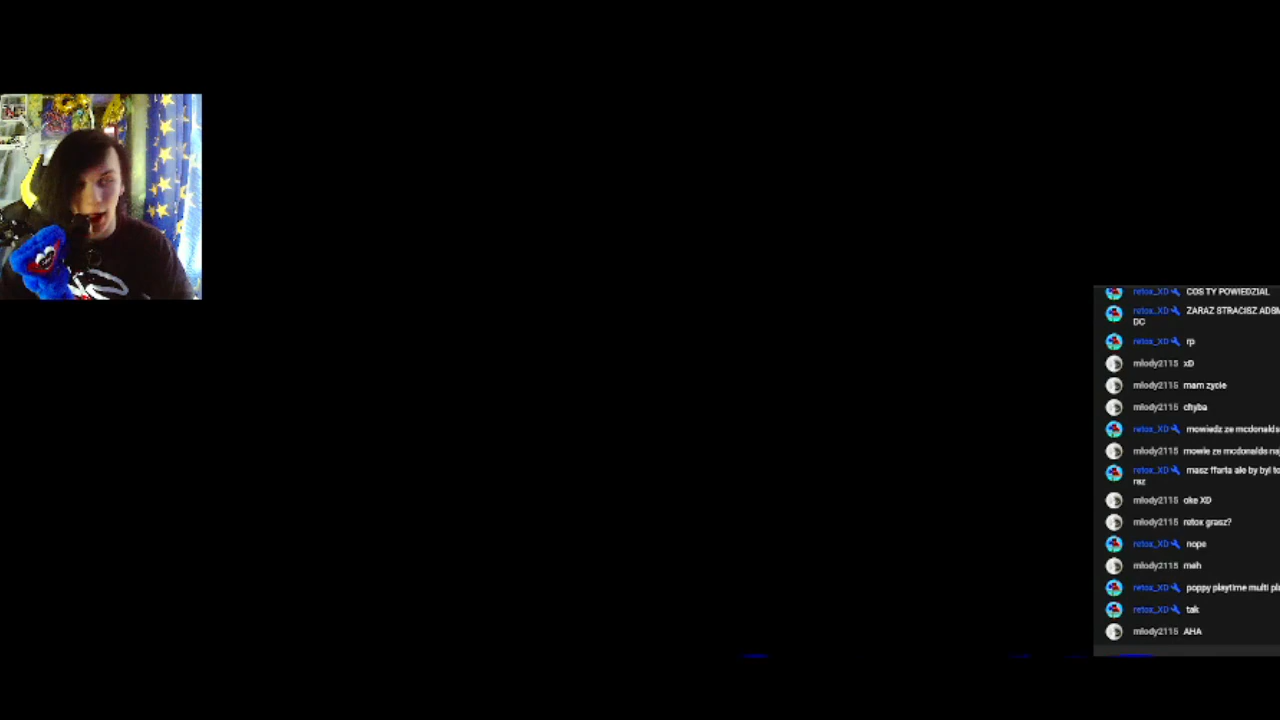 retox_XD COS TY POWIEDZIAL
retox_XD ZARAZ STRACISZ
DC
retox_XD rp
mlody2115 xD
mlody2115 mam zycie
mlody2115 chyba
retox_XD mowiedz ze mcdonalds
mlody2115 mowie ze mcdonalds naj
retox_XD masz ffarta ale by byl to
raz
mlody2115 oke XD
mlody2115 retox grasz?
retox_XD nope
mlody2115 meh
retox_XD poppy playtime multi
retox_XD tak
mlody2115 AHA